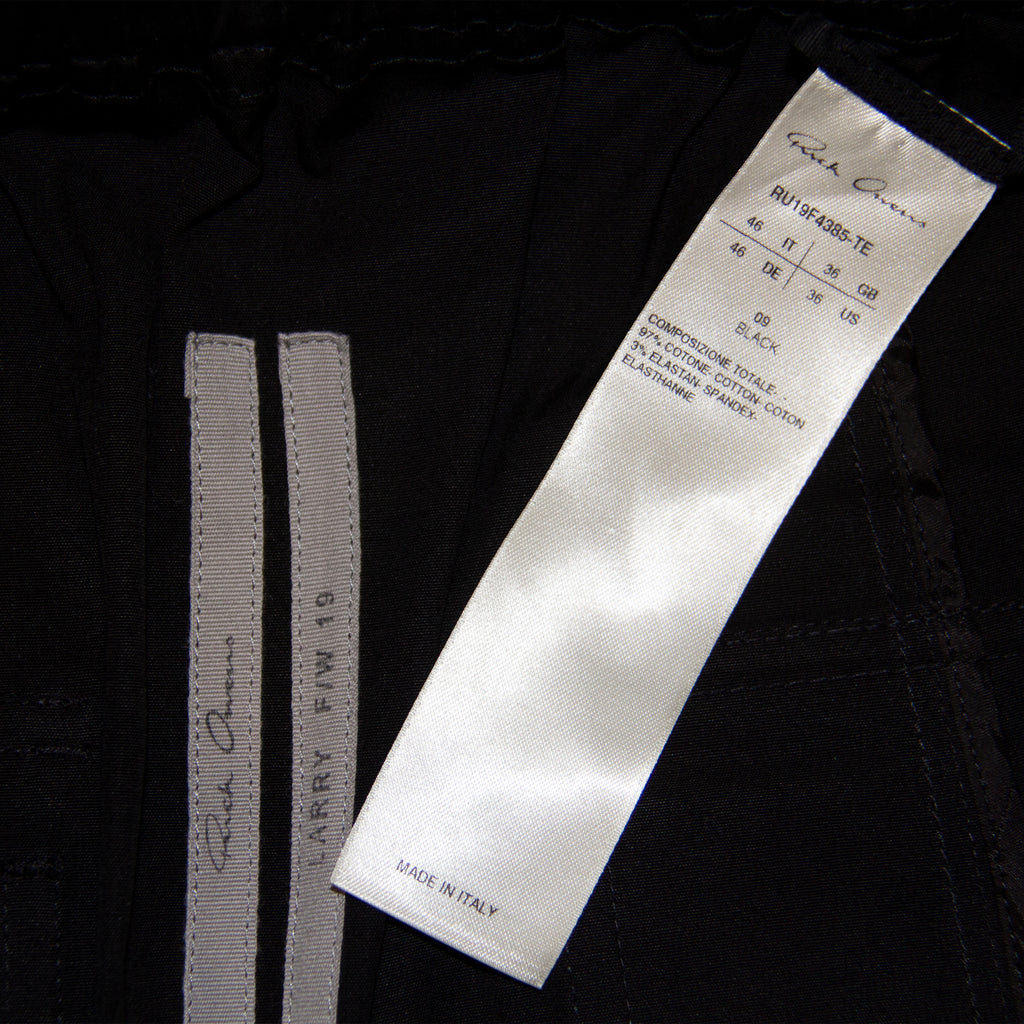 Rick Owens
RU19F4385-TE
46 IT 36 GB
46 DE 36 US
09
BLACK
COMPOSIZIONE TOTALE-
97% COTONE- COTTON- COTON
3% ELASTAN- SPANDEX-
ELASTHANNE
MADE IN ITALY
Rick Owens
LARRY F/W 19